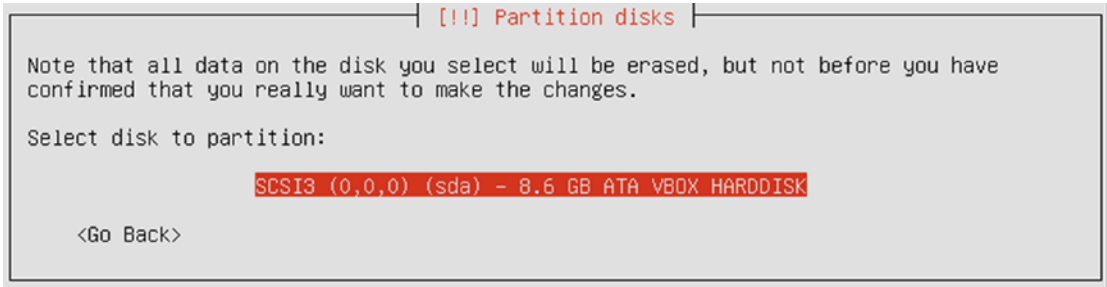 [!!] Partition disks
Note that all data on the disk you select will be erased, but not before you have
confirmed that you really want to make the changes.
Select disk to partition:
SCSI3 (0,0,0) (sda) - 8.6 GB ATA VBOX HARDDISK
<Go Back>